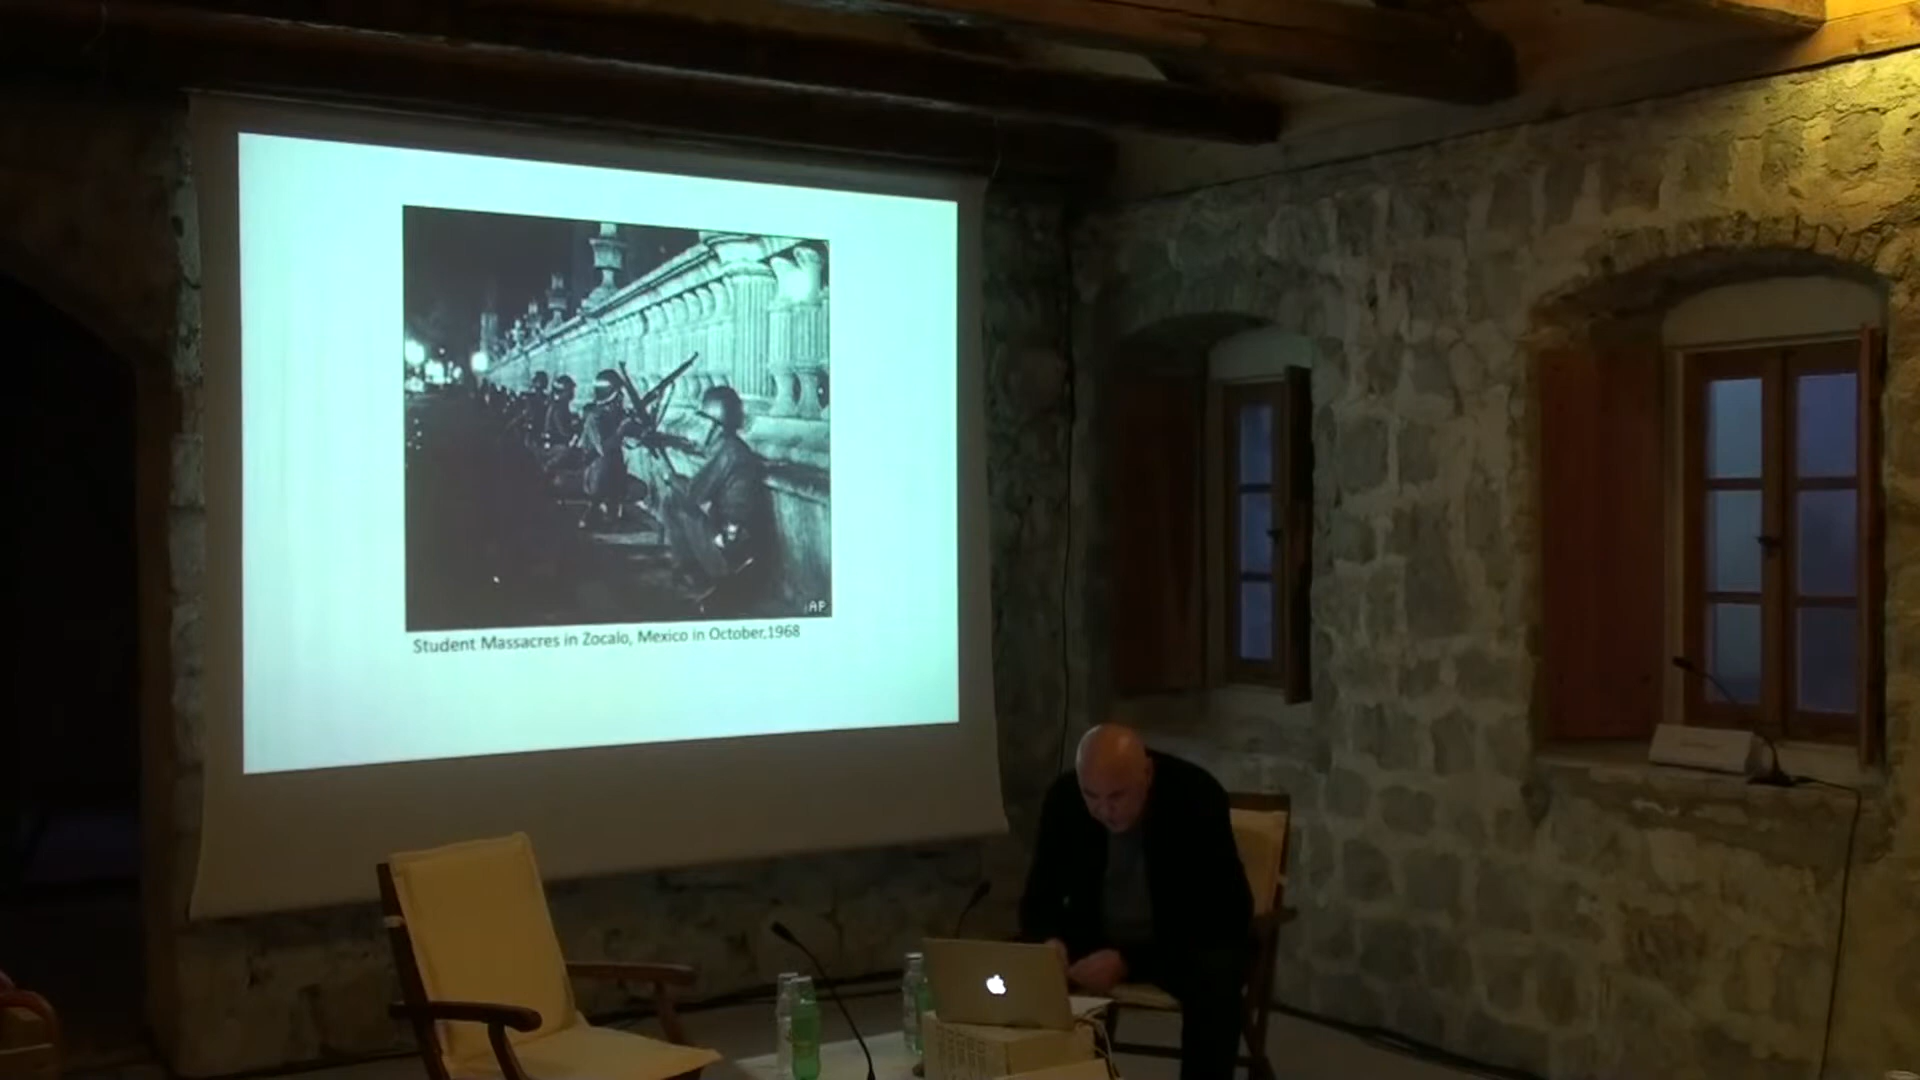 AP
Student Massacres in Zocalo, Mexico in October,1968